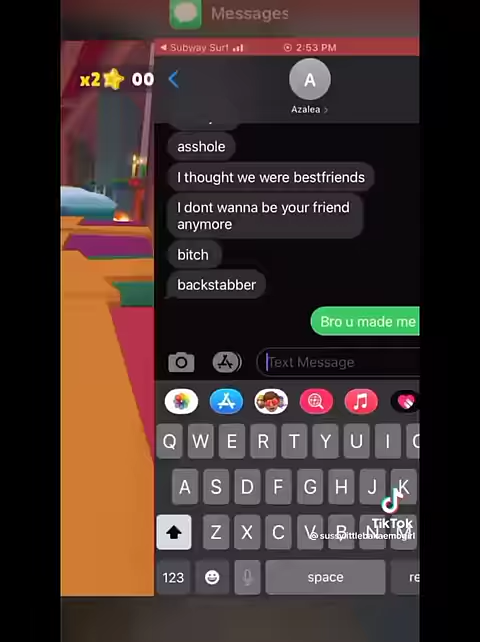 Messages
Subway Surf
2:53 PM
x2 00
A
Azalea
asshole
I thought we were bestfriends
I dont wanna be your friend
anymore
bitch
backstabber
Bro u made me
Text Message
Q W E R T Y U I
A S D F G H J K
TikTok
Z X C V B N M
123
space
re